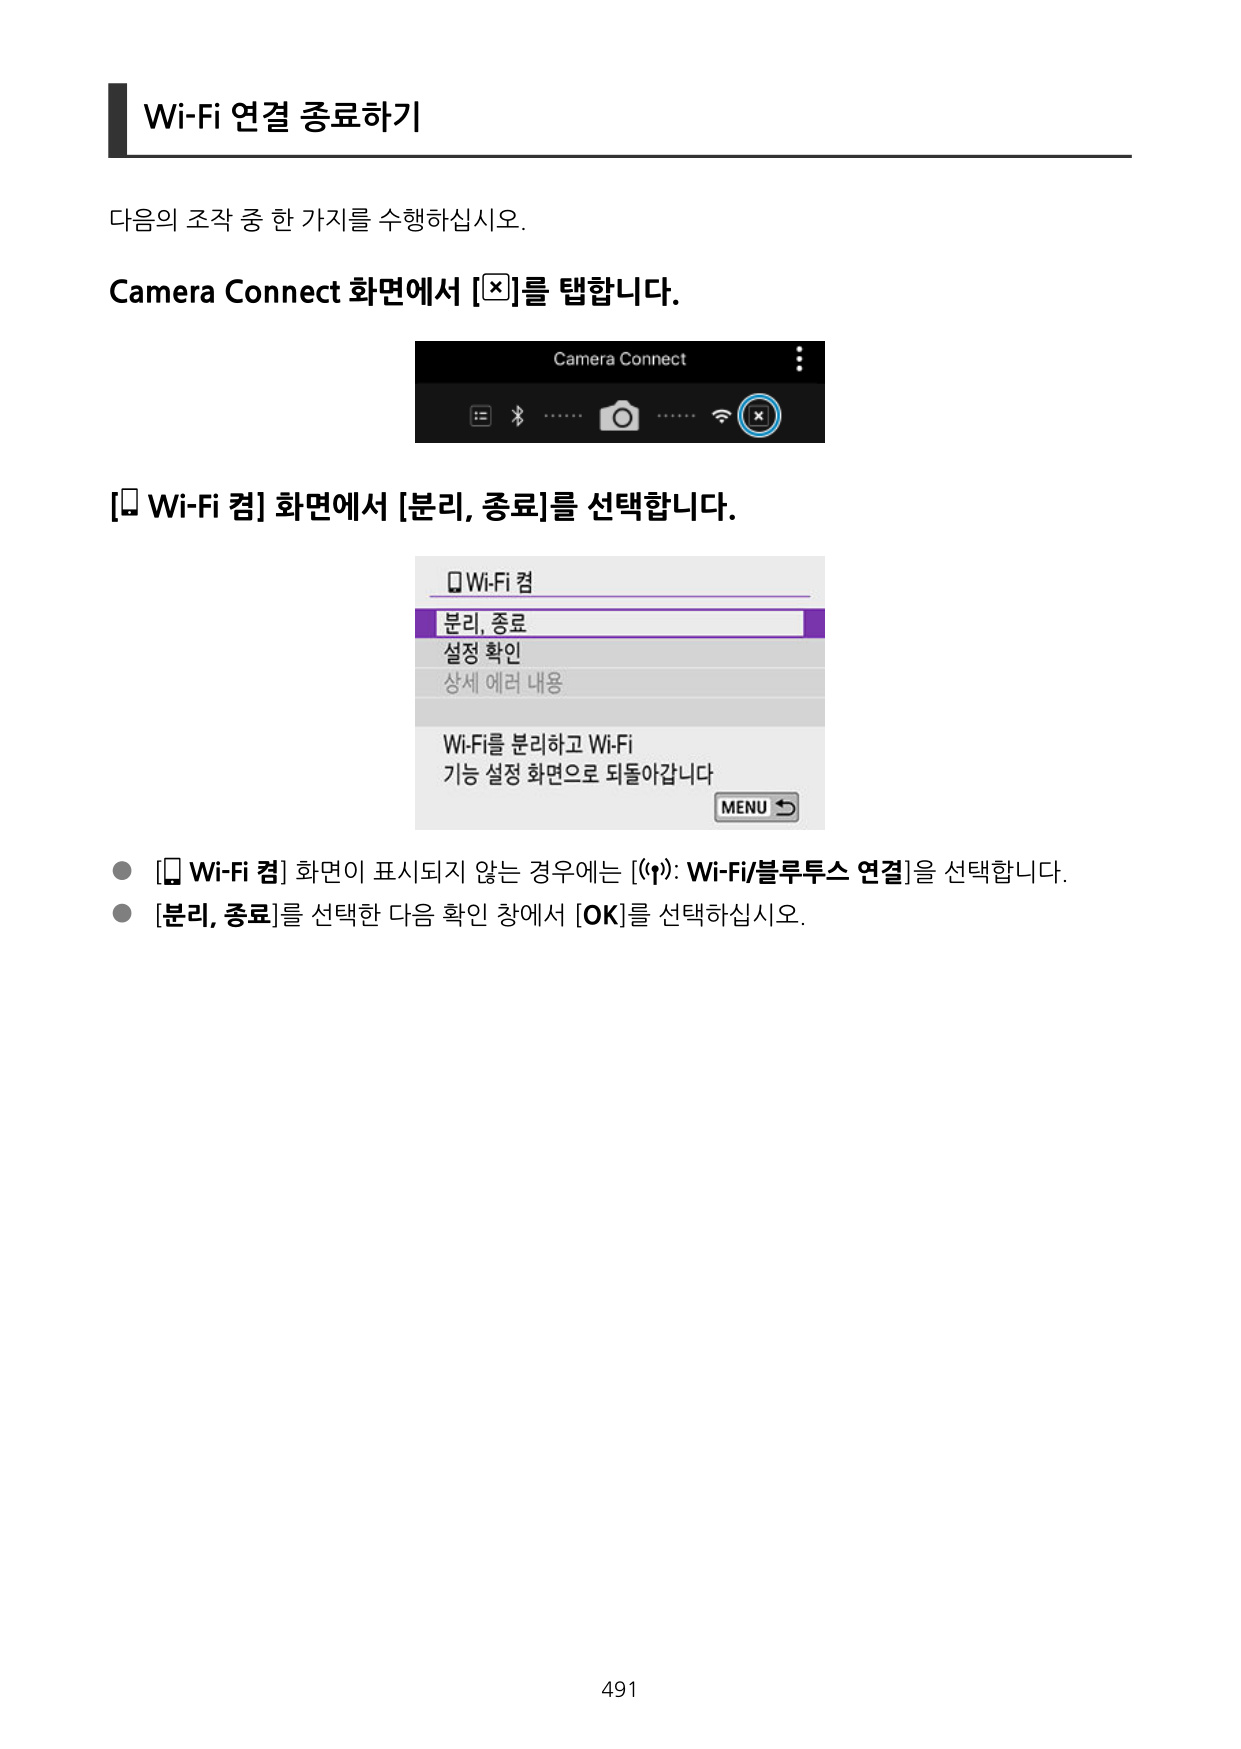 Wi-Fi 연결 종료하기
다음의 조작 중 한 가지를 수행하십시오.
Camera Connect 화면에서 [×]를 탭합니다.
Camera Connect
[ Wi-Fi 켬] 화면에서 [분리, 종료]를 선택합니다.
Wi-Fi 켬
분리, 종료
설정 확인
상세 에러 내용
Wi-Fi를 분리하고 Wi-Fi
기능 설정 화면으로 되돌아갑니다
MENU
● [ Wi-Fi 켬] 화면이 표시되지 않는 경우에는 [: Wi-Fi/블루투스 연결]을 선택합니다.
● [분리, 종료]를 선택한 다음 확인 창에서 [OK]를 선택하십시오.
491